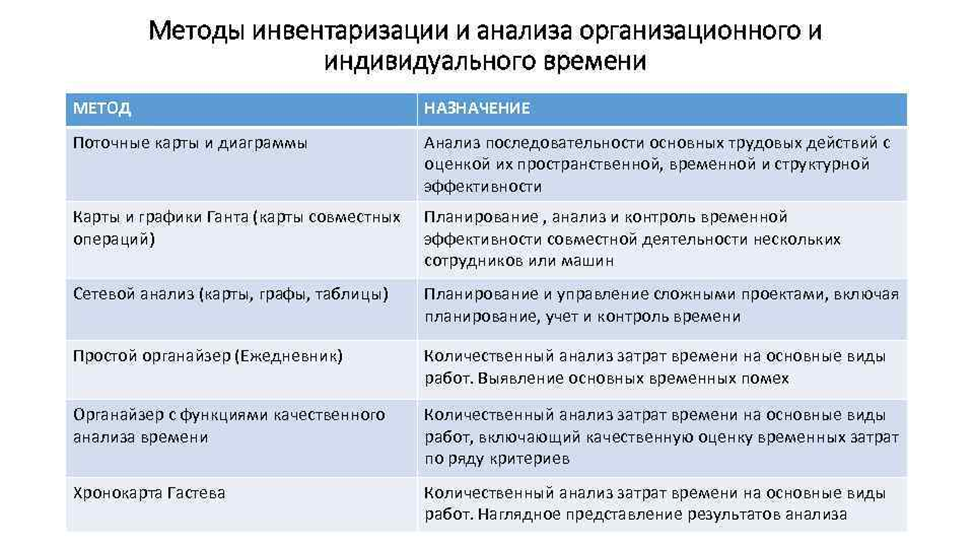 Методы инвентаризации и анализа организационного и
индивидуального времени
МЕТОД
НАЗНАЧЕНИЕ
Поточные карты и диаграммы
Анализ последовательности основных трудовых действий с
оценкой их пространственной, временной и структурной
эффективности
Карты и графики Ганта (карты совместных
операций)
Планирование , анализ и контроль временной
эффективности совместной деятельности нескольких
сотрудников или машин
Сетевой анализ (карты, графы, таблицы)
Планирование и управление сложными проектами, включая
планирование, учет и контроль времени
Простой органайзер (Ежедневник)
Количественный анализ затрат времени на основные виды
работ. Выявление основных временных помех
Органайзер с функциями качественного
анализа времени
Количественный анализ затрат времени на основные виды
работ, включающий качественную оценку временных затрат
по ряду критериев
Хронокарта Гастева
Количественный анализ затрат времени на основные виды
работ. Наглядное представление результатов анализа